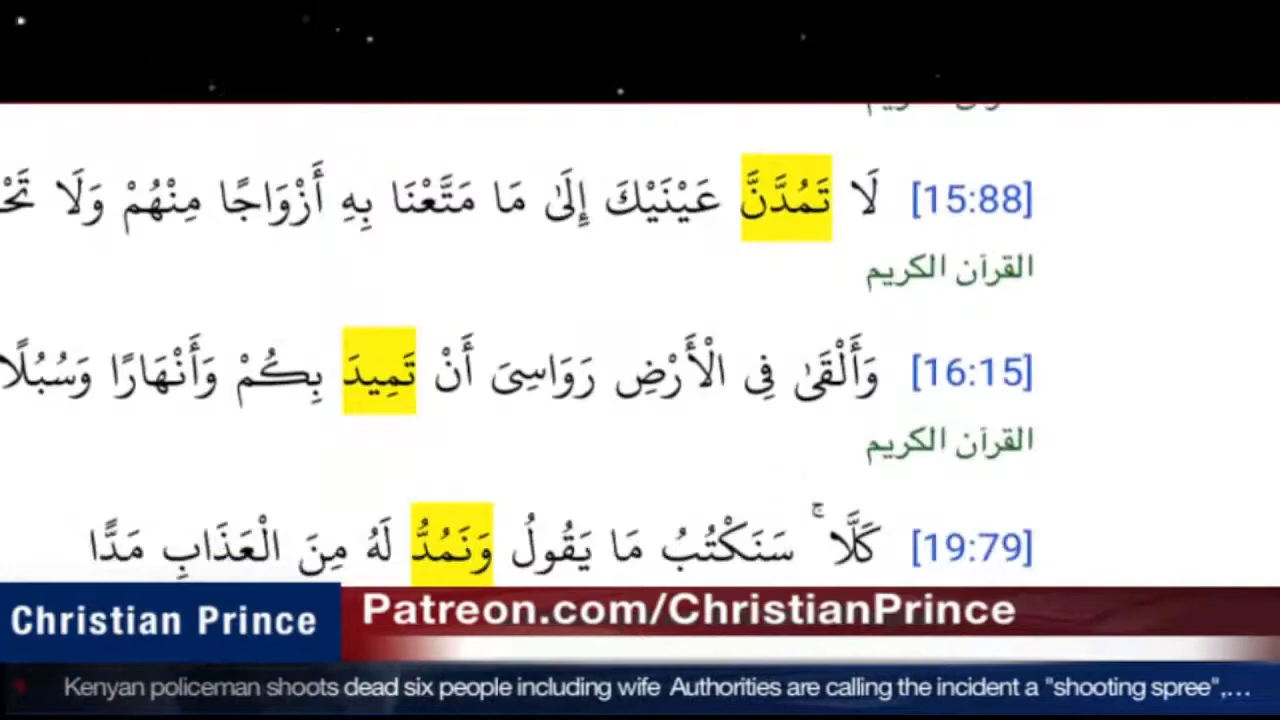 [15:88] لَا تَمُدَّنَّ عَيْنَيْكَ إِلَىٰ مَا مَتَّعْنَا بِهِ أَزْوَاجًا مِنْهُمْ وَلَا
القرآن الكريم
[16:15] وَأَلْقَىٰ فِى الْأَرْضِ رَوَاسِىَ أَنْ تَمِيدَ بِكُمْ وَأَنْهَارًا وَسُبُلًا
القرآن الكريم
[19:79] كَلَّا ۚ سَنَكْتُبُ مَا يَقُولُ وَنَمُدُّ لَهُ مِنَ الْعَذَابِ مَدًّا
Christian Prince
Patreon.com/ChristianPrince
Kenyan policeman shoots dead six people including wife Authorities are calling the incident a "shooting spree",...